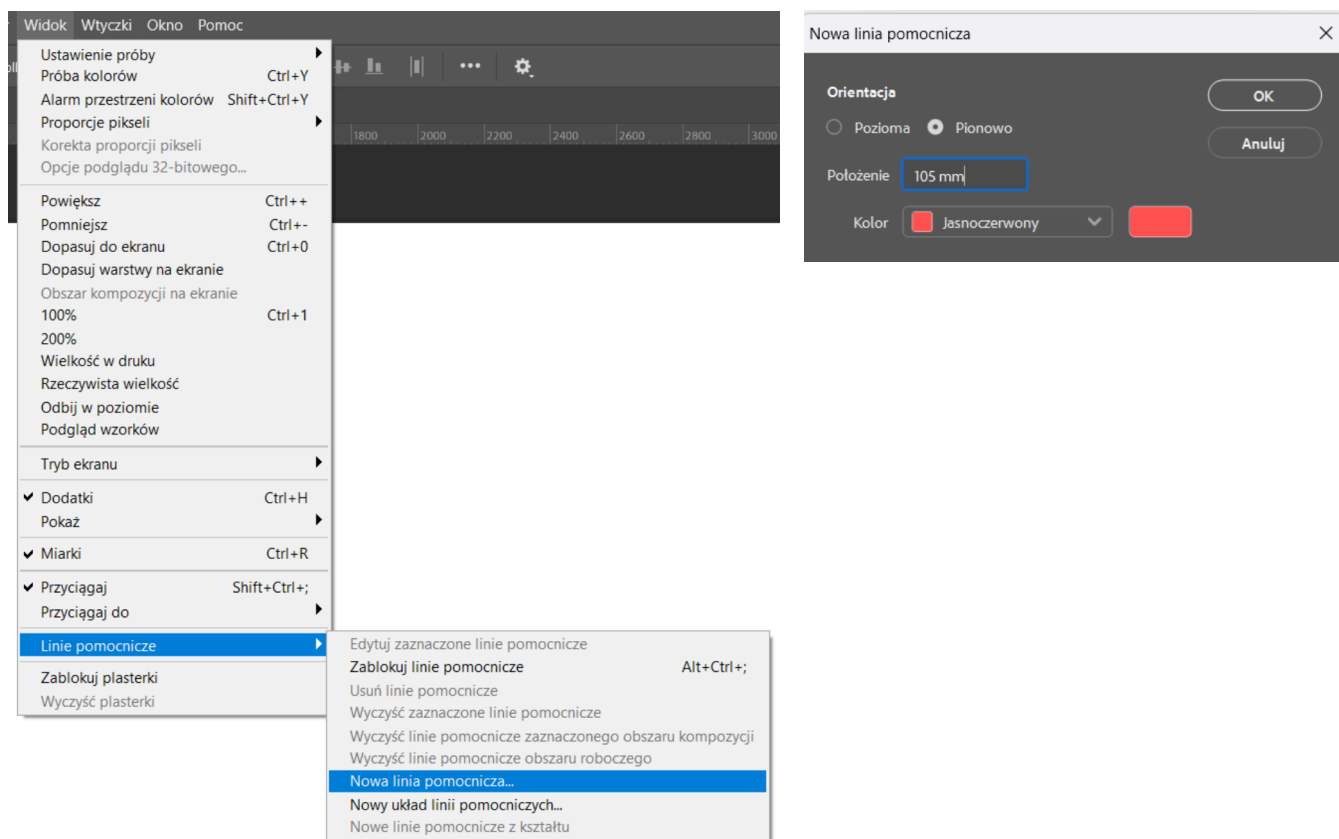 Widok Wtyczki Okno Pomoc
Ustawienie próby
Próba kolorów Ctrl+Y
Alarm przestrzeni kolorów Shift+Ctrl+Y
Proporcje pikseli
Korekta proporcji pikseli
Opcje podglądu 32-bitowego...
Powiększ Ctrl++
Pomniejsz Ctrl+-
Dopasuj do ekranu Ctrl+0
Dopasuj warstwy na ekranie
Obszar kompozycji na ekranie
100% Ctrl+1
200%
Wielkość w druku
Rzeczywista wielkość
Odbij w poziomie
Podgląd wzorków
Tryb ekranu
Dodatki Ctrl+H
Pokaż
Miarki Ctrl+R
Przyciągaj Shift+Ctrl+;
Przyciągaj do
Linie pomocnicze
Zablokuj plasterki
Wyczyść plasterki
1800 2000 2200 2400 2600 2800 3000
Edytuj zaznaczone linie pomocnicze
Zablokuj linie pomocnicze Alt+Ctrl+;
Usuń linie pomocnicze
Wyczyść zaznaczone linie pomocnicze
Wyczyść linie pomocnicze zaznaczonego obszaru kompozycji
Wyczyść linie pomocnicze obszaru roboczego
Nowa linia pomocnicza...
Nowy układ linii pomocniczych...
Nowe linie pomocnicze z kształtu
Nowa linia pomocnicza
Orientacja
Pozioma Pionowo
Położenie 105 mm
Kolor Jasnoczerwony
OK
Anuluj